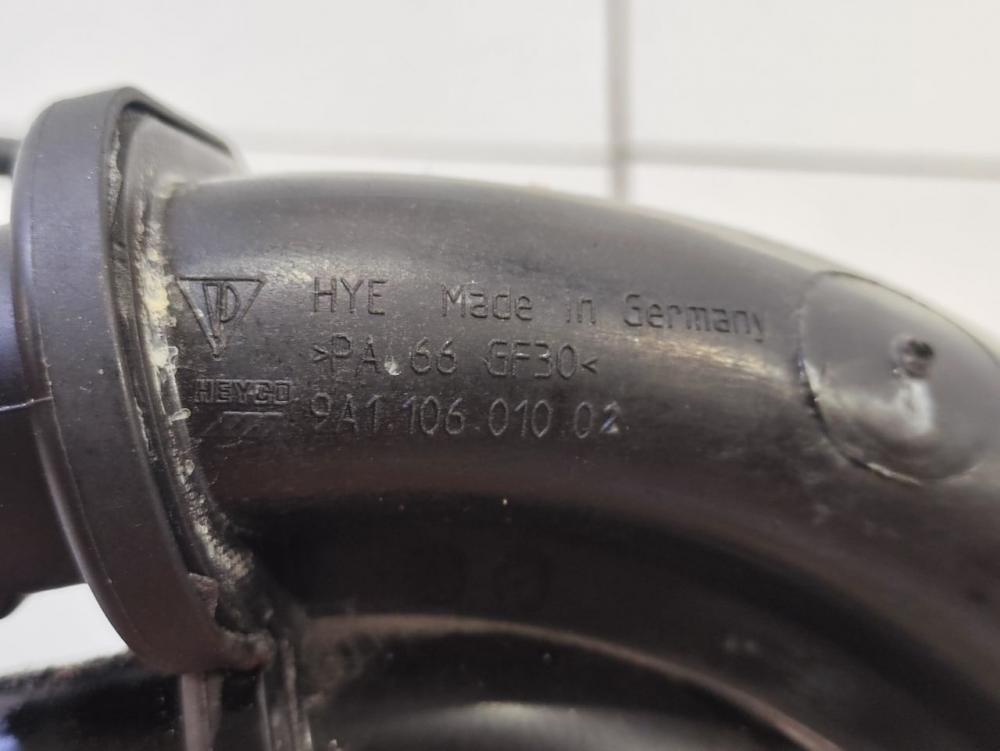 HYE Made in Germany
>PA 66 GF30<
HEYCO
9A1 106 010 02